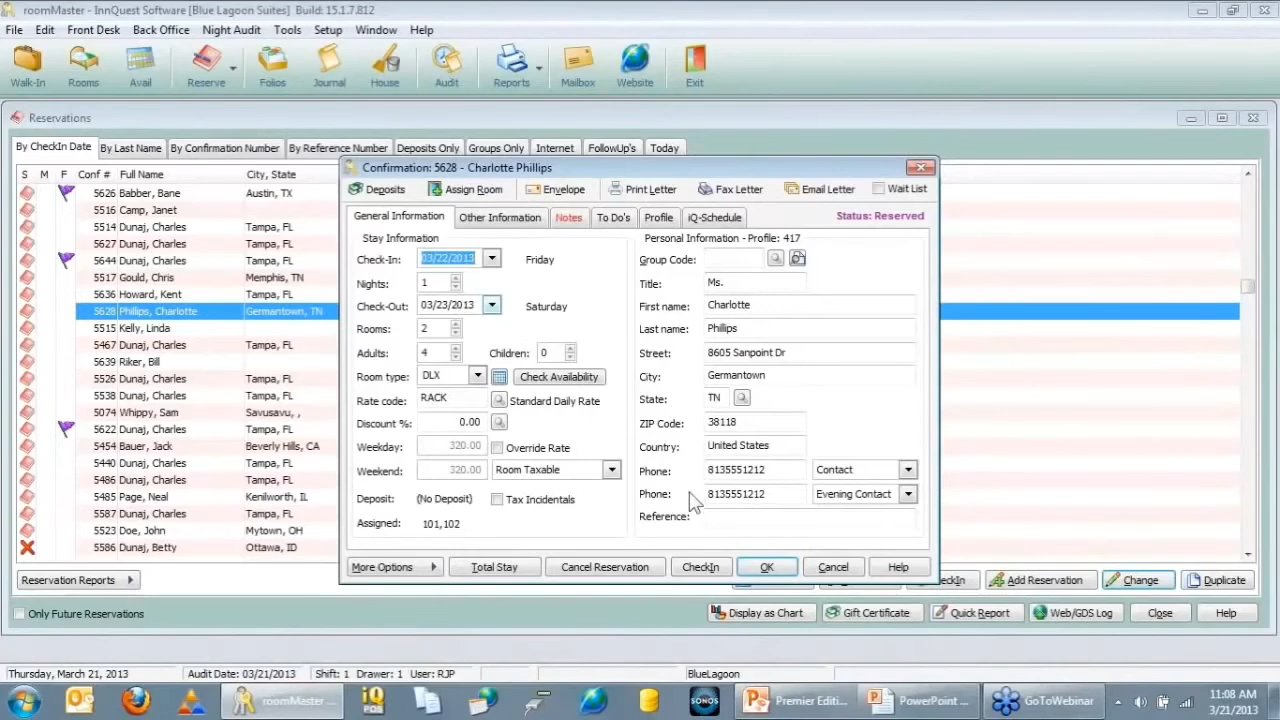 roomMaster - InnQuest Software [Blue Lagoon Suites] Build: 15.1.7.812
File Edit Front Desk Back Office Night Audit Tools Setup Window Help
Walk-In Rooms Avail Reserve Folios Journal House Audit Reports Mailbox Website Exit
Reservations
By CheckIn Date By Last Name By Confirmation Number By Reference Number Deposits Only Groups Only Internet FollowUp's Today
S M F Conf # Full Name City, State
5626 Babber, Bane Austin, TX
5516 Camp, Janet
5514 Dunaj, Charles Tampa, FL
5627 Dunaj, Charles Tampa, FL
5644 Dunaj, Charles Tampa, FL
5517 Gould, Chris Memphis, TN
5636 Howard, Kent Tampa, FL
5628 Phillips, Charlotte Germantown, TN
5515 Kelly, Linda
5467 Dunaj, Charles Tampa, FL
5639 Riker, Bill
5526 Dunaj, Charles Tampa, FL
5538 Dunaj, Charles Tampa, FL
5074 Whippy, Sam Savusavu, ,
5622 Dunaj, Charles Tampa, FL
5454 Bauer, Jack Beverly Hills, CA
5440 Dunaj, Charles Tampa, FL
5486 Dunaj, Charles Tampa, FL
5485 Page, Neal Kenilworth, IL
5587 Dunaj, Charles Tampa, FL
5523 Doe, John Mytown, OH
5586 Dunaj, Betty Ottawa, ID
Confirmation: 5628 - Charlotte Phillips
Deposits Assign Room Envelope Print Letter Fax Letter Email Letter Wait List
General Information Other Information Notes To Do's Profile iQ-Schedule Status: Reserved
Stay Information
Check-In: 03/22/2013 Friday
Nights: 1
Check-Out: 03/23/2013 Saturday
Rooms: 2
Adults: 4 Children: 0
Room type: DLX Check Availability
Rate code: RACK Standard Daily Rate
Discount %: 0.00
Weekday: 320.00 Override Rate
Weekend: 320.00 Room Taxable
Deposit: (No Deposit) Tax Incidentals
Assigned: 101,102
Personal Information - Profile: 417
Group Code:
Title: Ms.
First name: Charlotte
Last name: Phillips
Street: 8605 Sanpoint Dr
City: Germantown
State: TN
ZIP Code: 38118
Country: United States
Phone: 8135551212 Contact
Phone: 8135551212 Evening Contact
Reference:
More Options Total Stay Cancel Reservation CheckIn OK Cancel Help
Reservation Reports Add Reservation Change Duplicate
Only Future Reservations Display as Chart Gift Certificate Quick Report Web/GDS Log Close Help
Thursday, March 21, 2013 Audit Date: 03/21/2013 Shift: 1 Drawer: 1 User: RJP BlueLagoon
roomMaster ... iQ POS SONOS Premier Editi... PowerPoint ... GoToWebinar 11:08 AM
3/21/2013